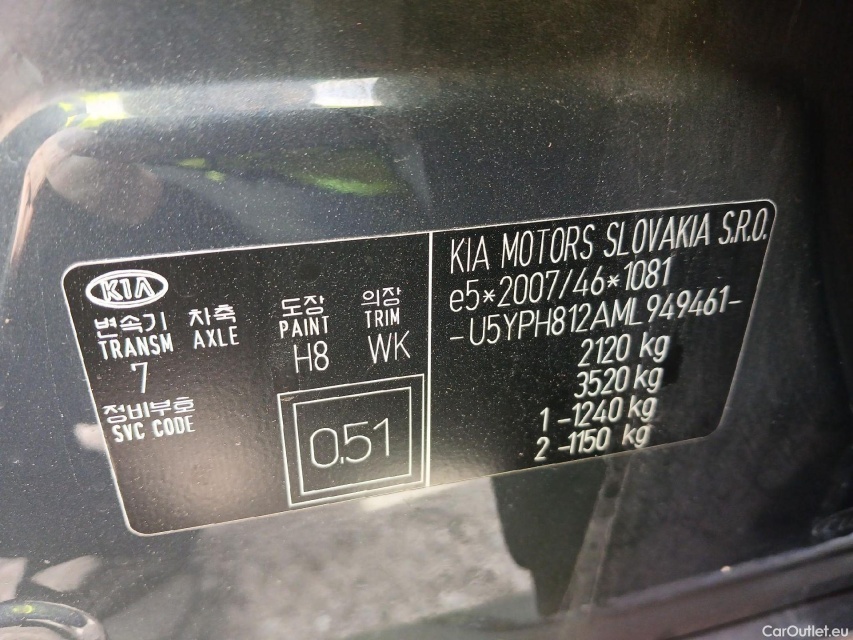 KIA
변속기 차축 도장 의장
TRANSM AXLE PAINT TRIM
7 H8 WK
정비부호
SVC CODE
0,51
KIA MOTORS SLOVAKIA S.R.O.
e5*2007/46*1081
-U5YPH812AML949461-
2120 kg
3520 kg
1-1240 kg
2-1150 kg
CarOutlet.eu